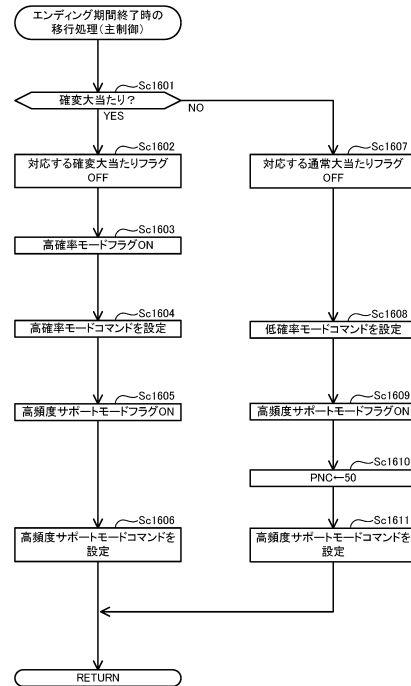 エンディング期間終了時の
移行処理(主制御)
Sc1601
確変大当たり？
YES
NO
Sc1602
対応する確変大当たりフラグ
OFF
Sc1603
高確率モードフラグON
Sc1604
高確率モードコマンドを設定
Sc1605
高頻度サポートモードフラグON
Sc1606
高頻度サポートモードコマンドを
設定
Sc1607
対応する通常大当たりフラグ
OFF
Sc1608
低確率モードコマンドを設定
Sc1609
高頻度サポートモードフラグON
Sc1610
PNC←50
Sc1611
高頻度サポートモードコマンドを
設定
RETURN